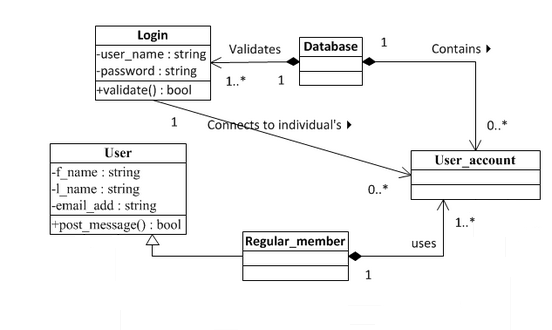 Login
-user_name : string
-password : string
+validate() : bool
Validates
1..*
1
Database
1
Contains
0..*
1
Connects to individual's
0..*
User_account
User
-f_name : string
-l_name : string
-email_add : string
+post_message() : bool
Regular_member
1
uses
1..*